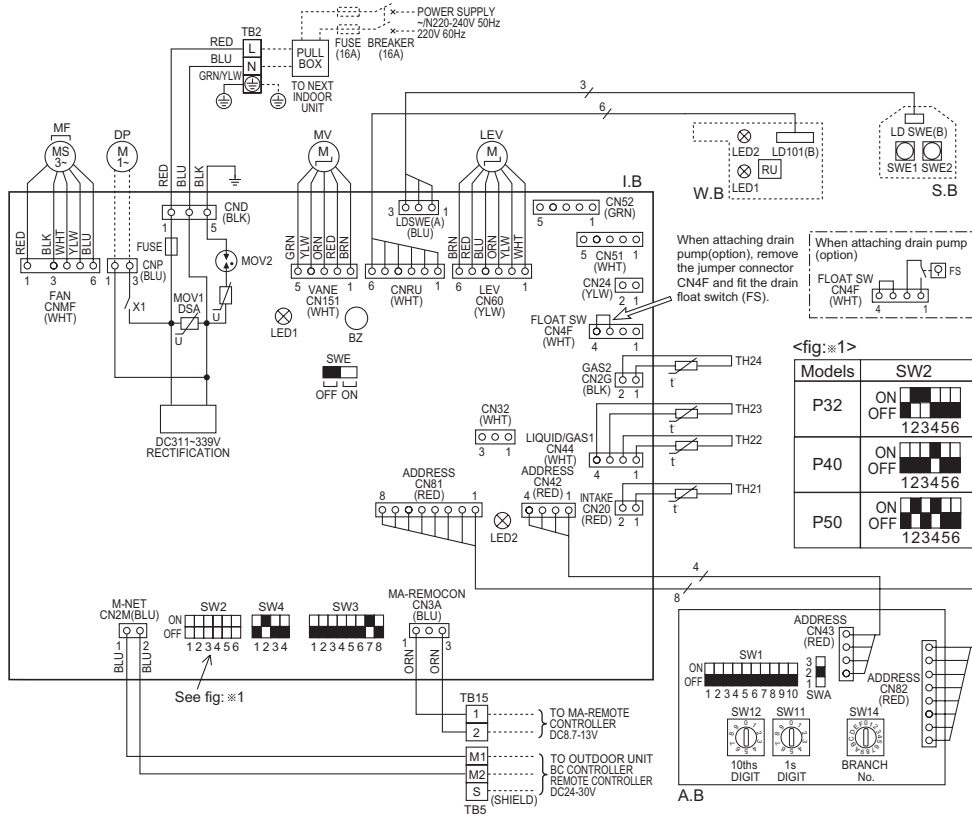 POWER SUPPLY
~/N220-240V 50Hz
220V 60Hz
FUSE
(16A)
BREAKER
(16A)
TB2
RED
L
BLU
N
GRN/YLW
PULL
BOX
TO NEXT
INDOOR
UNIT
3
6
LED2
LED1
LD101(B)
RU
W.B
LD SWE(B)
SWE1 SWE2
S.B
MF
MS
3~
DP
M
1~
MV
M
LEV
M
RED
BLU
BLK
I.B
RED
BLK
WHT
YLW
BLU
1 3 6
FAN
CNMF
(WHT)
1 3
CNP
(BLU)
X1
CND
(BLK)
1 5
FUSE
MOV2
MOV1
DSA
U
U
DC311~339V
RECTIFICATION
GRN
YLW
ORN
RED
BRN
5 1
VANE
CN151
(WHT)
LED1
BZ
SWE
OFF ON
3 1
LDSWE(A)
(BLU)
6 1
CNRU
(WHT)
BRN
RED
BLU
ORN
YLW
WHT
6 1
LEV
CN60
(YLW)
CN52
(GRN)
5 1
5 1
CN51
(WHT)
CN24
(YLW)
2 1
FLOAT SW
CN4F
(WHT)
4 1
When attaching drain
pump(option), remove
the jumper connector
CN4F and fit the drain
float switch (FS).
When attaching drain pump
(option)
FLOAT SW
CN4F
(WHT)
4 1
FS
GAS2
CN2G
(BLK)
2 1
TH24
t°
CN32
(WHT)
3 1
LIQUID/GAS1
CN44
(WHT)
4 1
TH23
t°
TH22
t°
INTAKE
CN20
(RED)
2 1
TH21
t°
ADDRESS
CN81
(RED)
8 1
LED2
ADDRESS
CN42
(RED)
4 1
<fig:※1>
Models SW2
P32 ON OFF 123456
P40 ON OFF 123456
P50 ON OFF 123456
4
8
M-NET
CN2M(BLU)
1 2
BLU
BLU
SW2
ON
OFF
1 2 3 4 5 6
SW4
1 2 3 4
SW3
1 2 3 4 5 6 7 8
See fig: ※1
MA-REMOCON
CN3A
(BLU)
1 3
ORN
ORN
TB15
1
2
TO MA-REMOTE
CONTROLLER
DC8.7-13V
M1
M2
S
(SHIELD)
TB5
TO OUTDOOR UNIT
BC CONTROLLER
REMOTE CONTROLLER
DC24-30V
SW1
ON
OFF
1 2 3 4 5 6 7 8 9 10
3
2
1
SWA
ADDRESS
CN43
(RED)
ADDRESS
CN82
(RED)
SW12
10ths
DIGIT
SW11
1s
DIGIT
SW14
BRANCH
No.
A.B